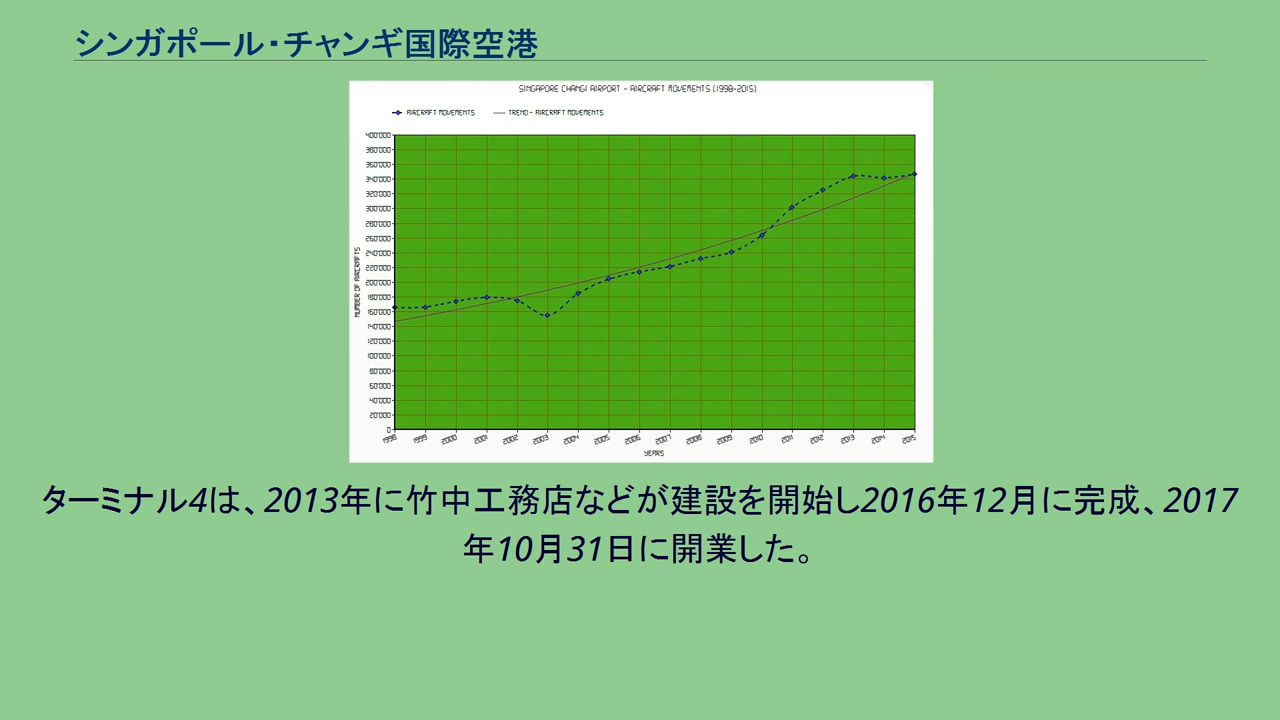 シンガポール・チャンギ国際空港
SINGAPORE CHANGI AIRPORT - AIRCRAFT MOVEMENTS (1998-2015)
AIRCRAFT MOVEMENTS
TREND - AIRCRAFT MOVEMENTS
400'000
380'000
360'000
340'000
320'000
300'000
280'000
260'000
240'000
220'000
200'000
180'000
160'000
140'000
120'000
100'000
80'000
60'000
40'000
20'000
0
NUMBER OF AIRCRAFTS
1998 1999 2000 2001 2002 2003 2004 2005 2006 2007 2008 2009 2010 2011 2012 2013 2014 2015
YEARS
ターミナル4は、2013年に竹中工務店などが建設を開始し2016年12月に完成、2017
年10月31日に開業した。